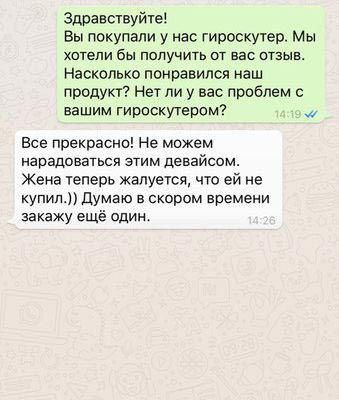 Здравствуйте!
Вы покупали у нас гироскутер. Мы
хотели бы получить от вас отзыв.
Насколько понравился наш
продукт? Нет ли у вас проблем с
вашим гироскутером?
14:19
Все прекрасно! Не можем
нарадоваться этим девайсом.
Жена теперь жалуется, что ей не
купил.)) Думаю в скором времени
закажу ещё один.
14:26